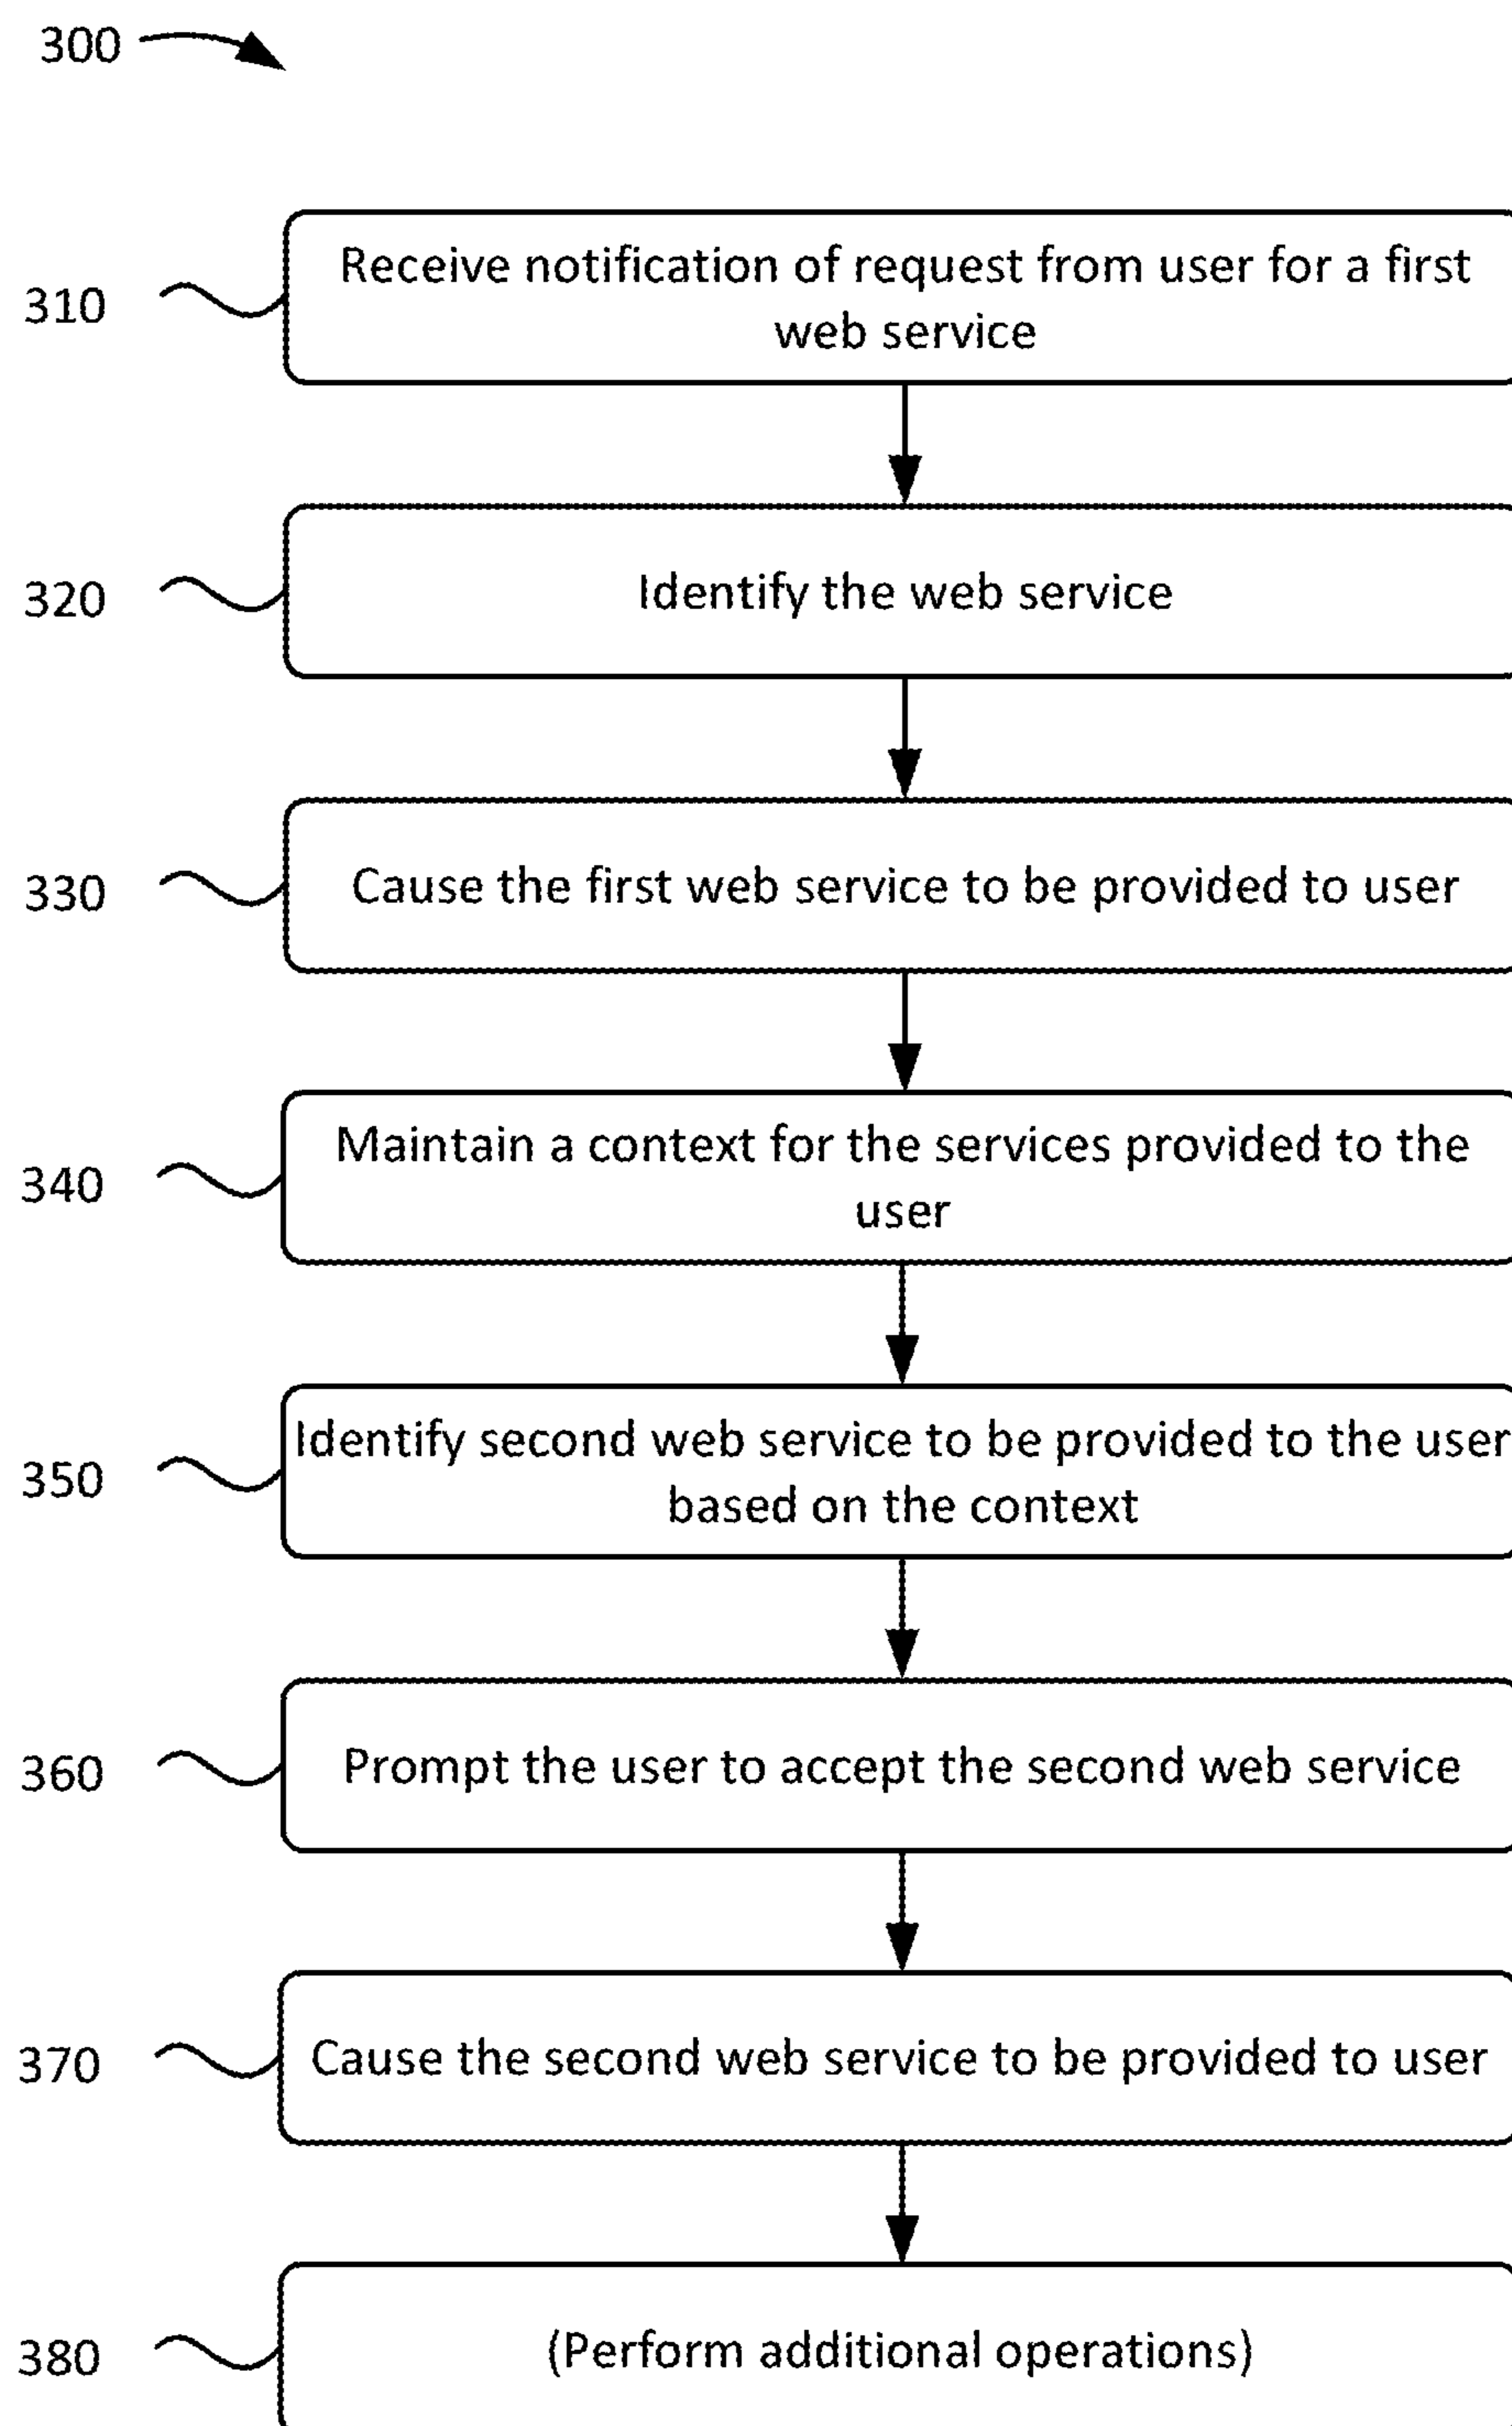 300
310
Receive notification of request from user for a first
web service
320
Identify the web service
330
Cause the first web service to be provided to user
340
Maintain a context for the services provided to the
user
350
Identify second web service to be provided to the user
based on the context
360
Prompt the user to accept the second web service
370
Cause the second web service to be provided to user
380
(Perform additional operations)